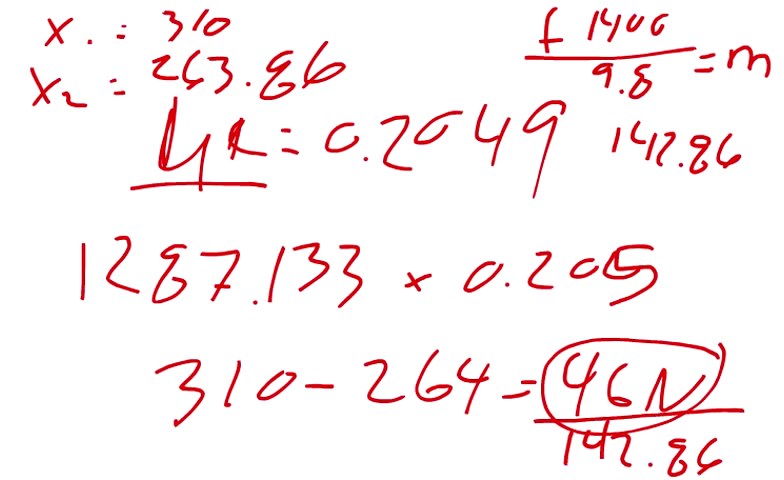 x₁ = 310
x₂ = 263.86
f 1400 / 9.8 = m
142.86
μk = 0.2049
1287.133 x 0.205
310 - 264 = 46N
142.86